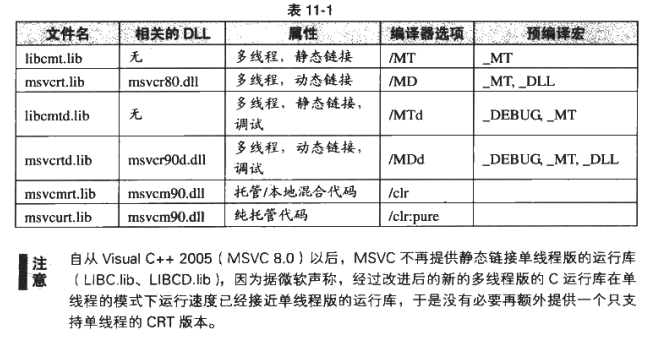 表 11-1
文件名 相关的 DLL 属性 编译器选项 预编译宏
libcmt.lib 无 多线程，静态链接 /MT _MT
msvcrt.lib msvcr80.dll 多线程，动态链接 /MD _MT, _DLL
libcmtd.lib 无 多线程，静态链接，调试 /MTd _DEBUG, _MT
msvcrtd.lib msvcr90d.dll 多线程，动态链接，调试 /MDd _DEBUG, _MT, _DLL
msvcmrt.lib msvcm90.dll 托管/本地混合代码 /clr
msvcurt.lib msvcm90.dll 纯托管代码 /clr:pure
注意
自从 Visual C++ 2005（MSVC 8.0）以后，MSVC 不再提供静态链接单线程版的运行库
（LIBC.lib、LIBCD.lib），因为据微软声称，经过改进后的新的多线程版的 C 运行库在单
线程的模式下运行速度已经接近单线程版的运行库，于是没有必要再额外提供一个只支
持单线程的 CRT 版本。